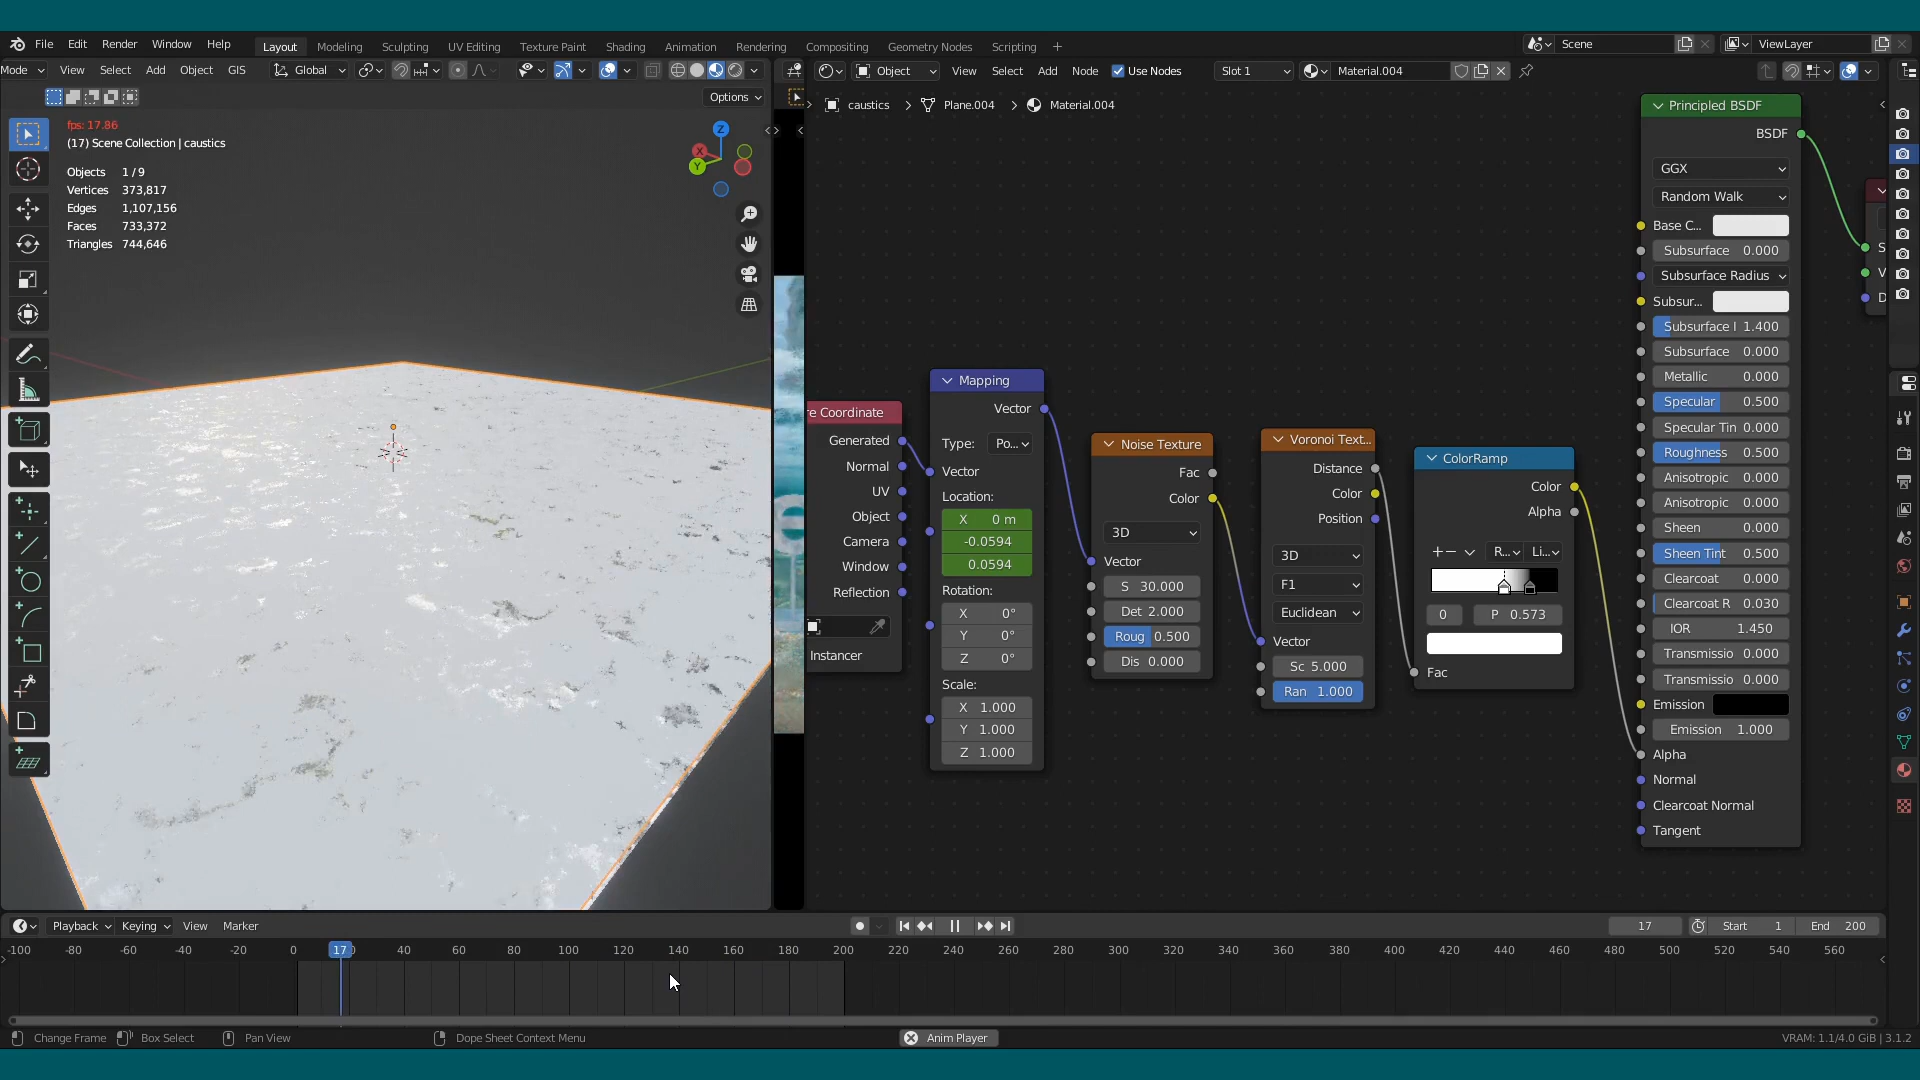 File Edit Render Window Help Layout Modeling Sculpting UV Editing Texture Paint Shading Animation Rendering Compositing Geometry Nodes Scripting + Scene ViewLayer
Mode View Select Add Object GIS Global Object View Select Add Node Use Nodes Slot 1 Material.004
Options
caustics > Plane.004 > Material.004
fps: 17.86
(17) Scene Collection | caustics
Objects 1/9
Vertices 373,817
Edges 1,107,156
Faces 733,372
Triangles 744,646
Z
X
Y
re Coordinate
Generated
Normal
UV
Object
Camera
Window
Reflection
Instancer
Mapping
Vector
Type: Po...
Vector
Location:
X 0 m
-0.0594
0.0594
Rotation:
X 0°
Y 0°
Z 0°
Scale:
X 1.000
Y 1.000
Z 1.000
Noise Texture
Fac
Color
3D
Vector
S 30.000
Det 2.000
Roug 0.500
Dis 0.000
Voronoi Text...
Distance
Color
Position
3D
F1
Euclidean
Vector
Sc 5.000
Ran 1.000
ColorRamp
Color
Alpha
+ − R... Li...
0 P 0.573
Fac
Principled BSDF
BSDF
GGX
Random Walk
Base C...
Subsurface 0.000
Subsurface Radius
Subsur...
Subsurface I 1.400
Subsurface 0.000
Metallic 0.000
Specular 0.500
Specular Tin 0.000
Roughness 0.500
Anisotropic 0.000
Anisotropic 0.000
Sheen 0.000
Sheen Tint 0.500
Clearcoat 0.000
Clearcoat R 0.030
IOR 1.450
Transmissio 0.000
Transmissio 0.000
Emission
Emission 1.000
Alpha
Normal
Clearcoat Normal
Tangent
S
V
D
Playback Keying View Marker 17 Start 1 End 200
-100 -80 -60 -40 -20 0 17 40 60 80 100 120 140 160 180 200 220 240 260 280 300 320 340 360 380 400 420 440 460 480 500 520 540 560
Change Frame Box Select Pan View Dope Sheet Context Menu Anim Player VRAM: 1.1/4.0 GiB | 3.1.2